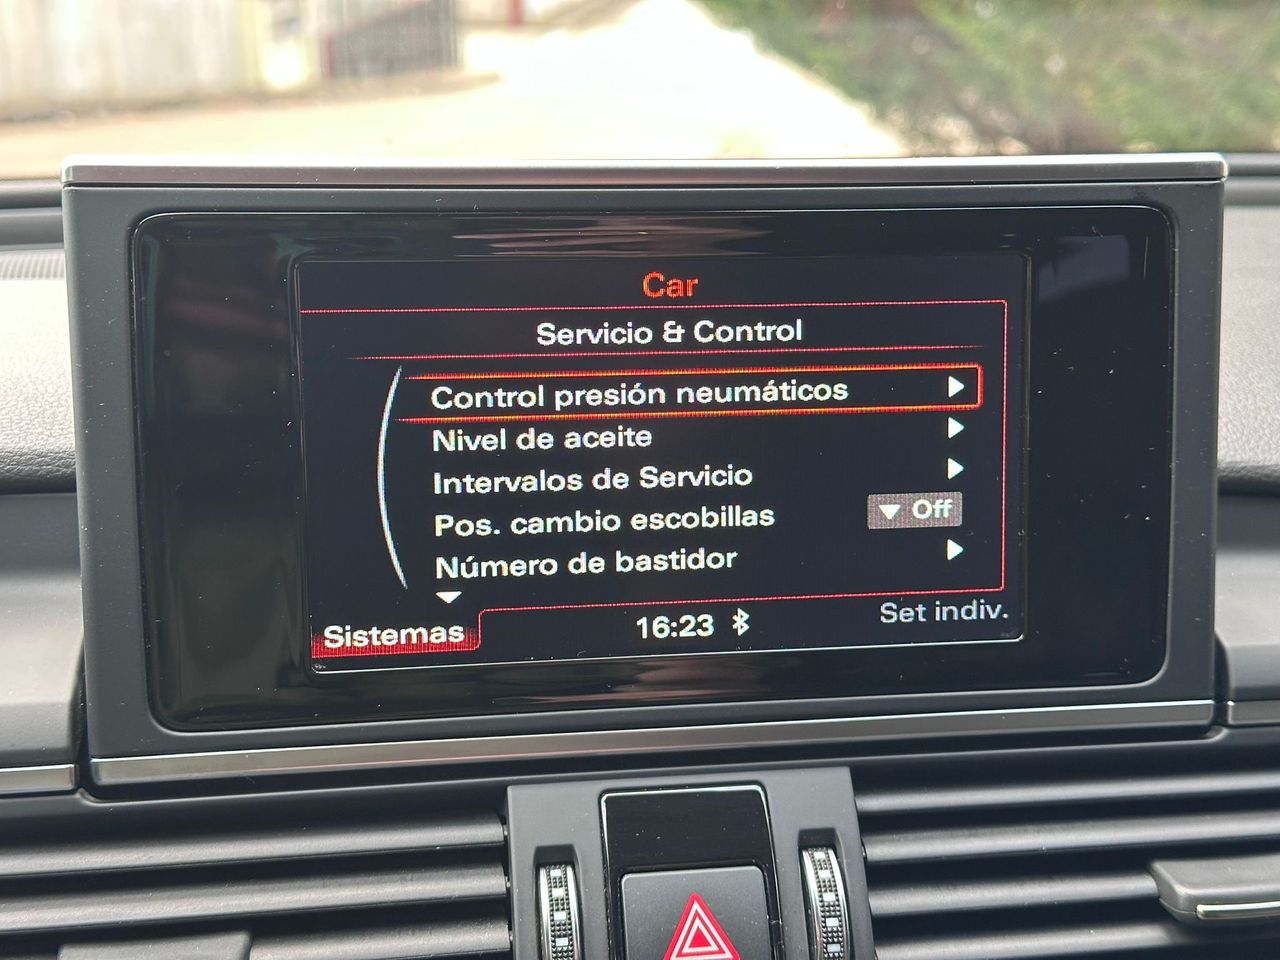 Car
Servicio & Control
Control presión neumáticos
Nivel de aceite
Intervalos de Servicio
Pos. cambio escobillas Off
Número de bastidor
Sistemas 16:23 Set indiv.